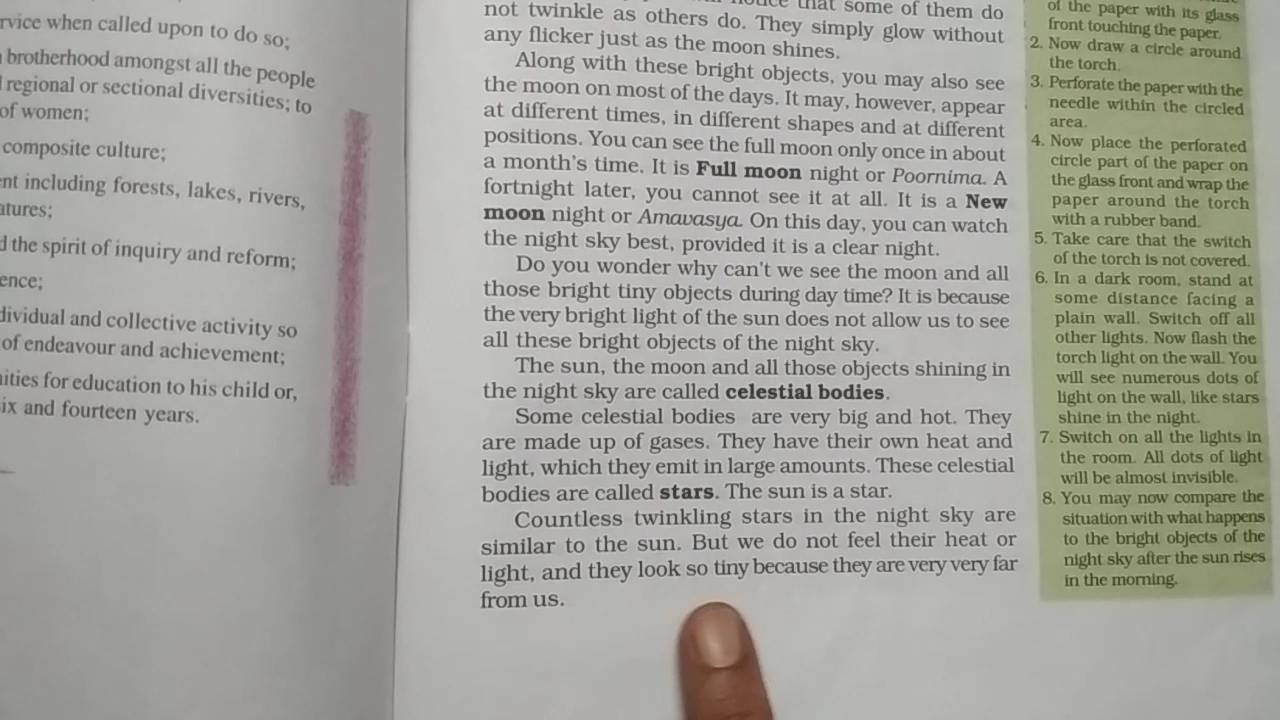 rvice when called upon to do so;
brotherhood amongst all the people
regional or sectional diversities; to
of women;
composite culture;
nt including forests, lakes, rivers,
atures;
d the spirit of inquiry and reform;
ence;
dividual and collective activity so
of endeavour and achievement;
ities for education to his child or,
ix and fourteen years.
that some of them do
not twinkle as others do. They simply glow without
any flicker just as the moon shines.
Along with these bright objects, you may also see
the moon on most of the days. It may, however, appear
at different times, in different shapes and at different
positions. You can see the full moon only once in about
a month's time. It is Full moon night or Poornima. A
fortnight later, you cannot see it at all. It is a New
moon night or Amavasya. On this day, you can watch
the night sky best, provided it is a clear night.
Do you wonder why can't we see the moon and all
those bright tiny objects during day time? It is because
the very bright light of the sun does not allow us to see
all these bright objects of the night sky.
The sun, the moon and all those objects shining in
the night sky are called celestial bodies.
Some celestial bodies are very big and hot. They
are made up of gases. They have their own heat and
light, which they emit in large amounts. These celestial
bodies are called stars. The sun is a star.
Countless twinkling stars in the night sky are
similar to the sun. But we do not feel their heat or
light, and they look so tiny because they are very very far
from us.
of the paper with its glass
front touching the paper.
2. Now draw a circle around
the torch.
3. Perforate the paper with the
needle within the circled
area.
4. Now place the perforated
circle part of the paper on
the glass front and wrap the
paper around the torch
with a rubber band.
5. Take care that the switch
of the torch is not covered.
6. In a dark room, stand at
some distance facing a
plain wall. Switch off all
other lights. Now flash the
torch light on the wall. You
will see numerous dots of
light on the wall, like stars
shine in the night.
7. Switch on all the lights in
the room. All dots of light
will be almost invisible.
8. You may now compare the
situation with what happens
to the bright objects of the
night sky after the sun rises
in the morning.